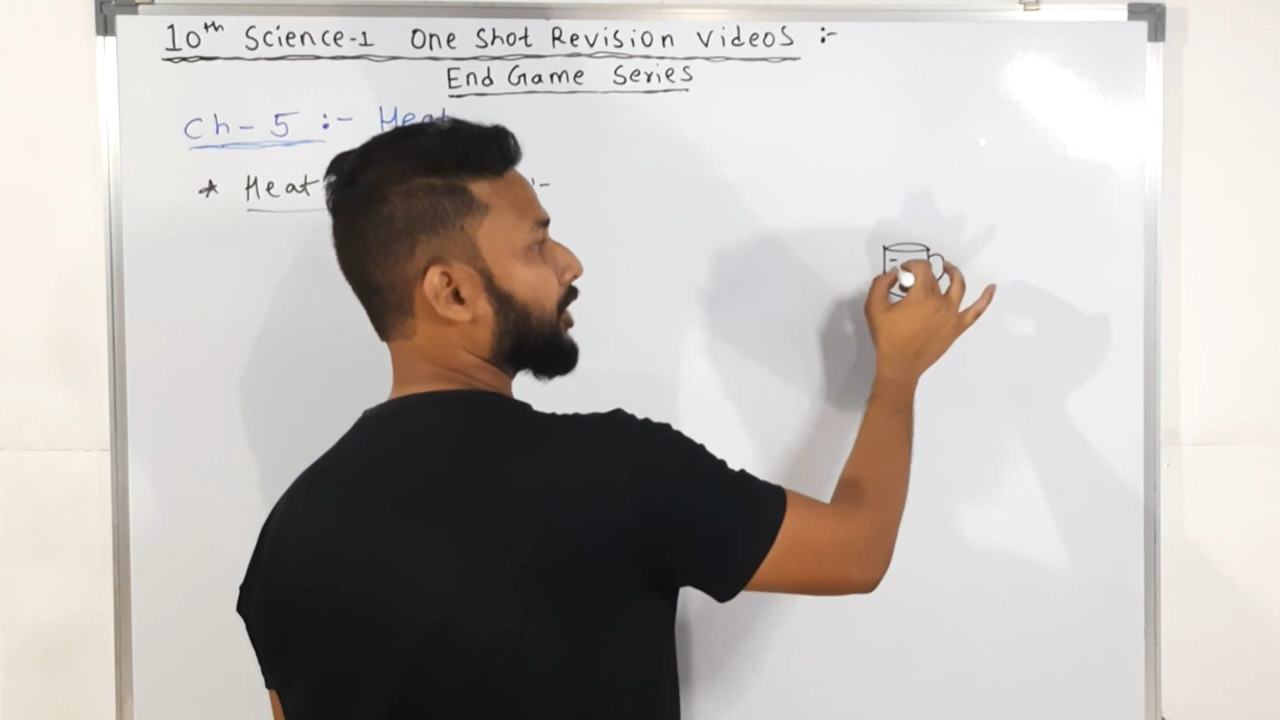 10th Science-1 One Shot Revision Videos :-
End Game Series
Ch - 5 :- Heat
* Heat :-